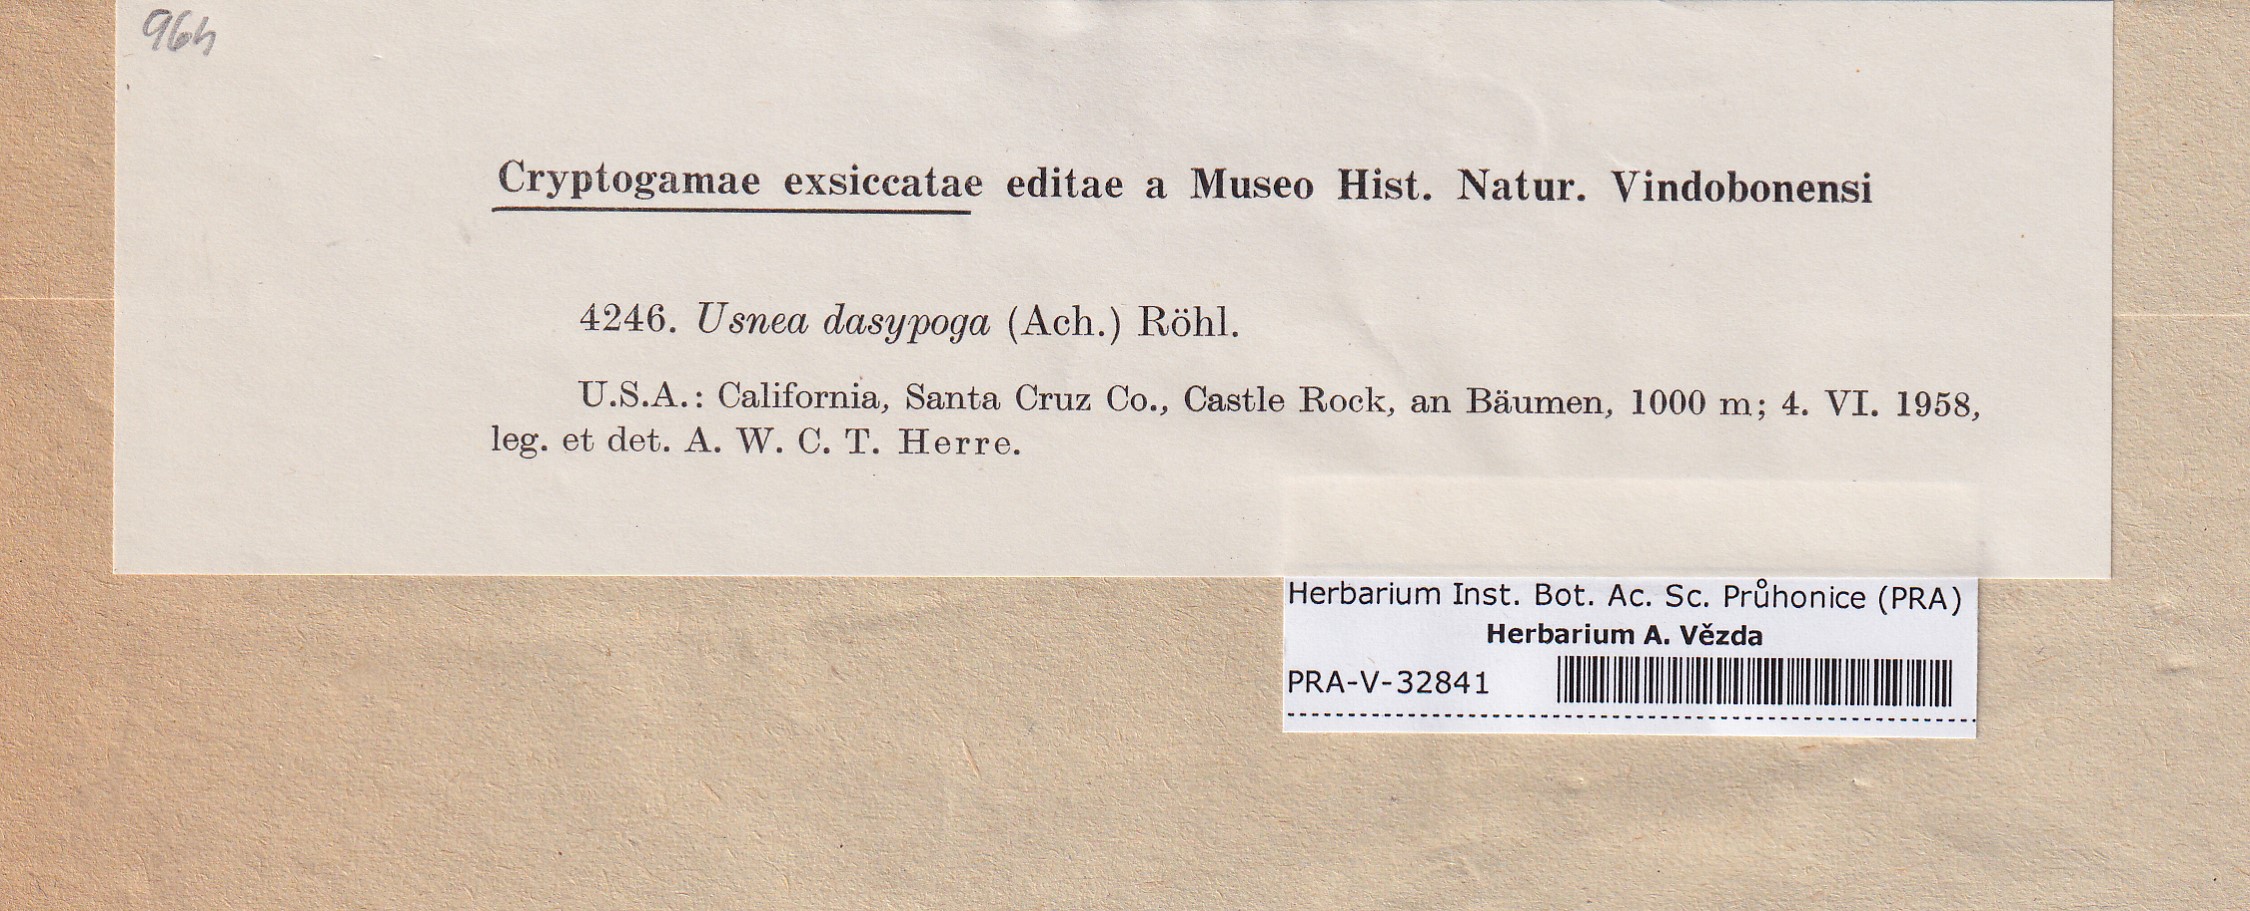 96h
Cryptogamae exsiccatae editae a Museo Hist. Natur. Vindobonensi
4246. Usnea dasypoga (Ach.) Röhl.
U.S.A.: California, Santa Cruz Co., Castle Rock, an Bäumen, 1000 m; 4. VI. 1958,
leg. et det. A. W. C. T. Herre.
Herbarium Inst. Bot. Ac. Sc. Průhonice (PRA)
Herbarium A. Vězda
PRA-V-32841